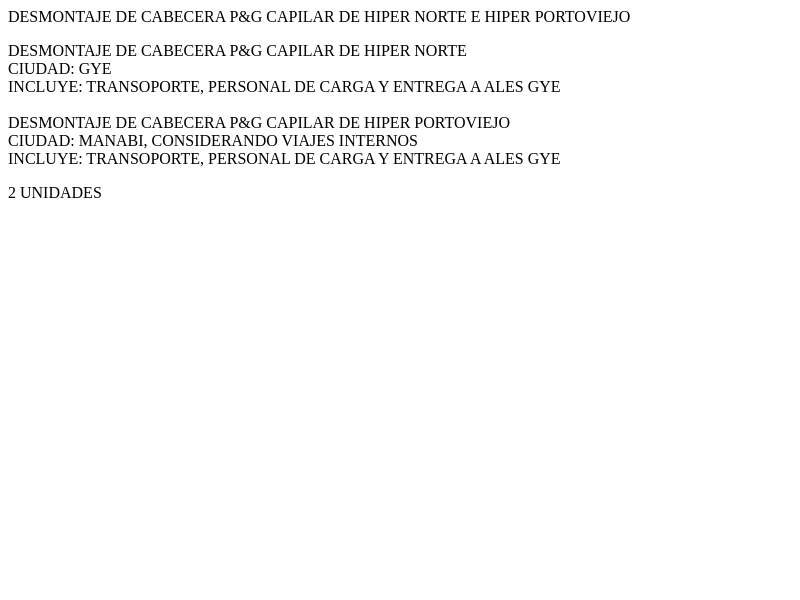 DESMONTAJE DE CABECERA P&G CAPILAR DE HIPER NORTE E HIPER PORTOVIEJO
DESMONTAJE DE CABECERA P&G CAPILAR DE HIPER NORTE
CIUDAD: GYE
INCLUYE: TRANSOPORTE, PERSONAL DE CARGA Y ENTREGA A ALES GYE
DESMONTAJE DE CABECERA P&G CAPILAR DE HIPER PORTOVIEJO
CIUDAD: MANABI, CONSIDERANDO VIAJES INTERNOS
INCLUYE: TRANSOPORTE, PERSONAL DE CARGA Y ENTREGA A ALES GYE
2 UNIDADES